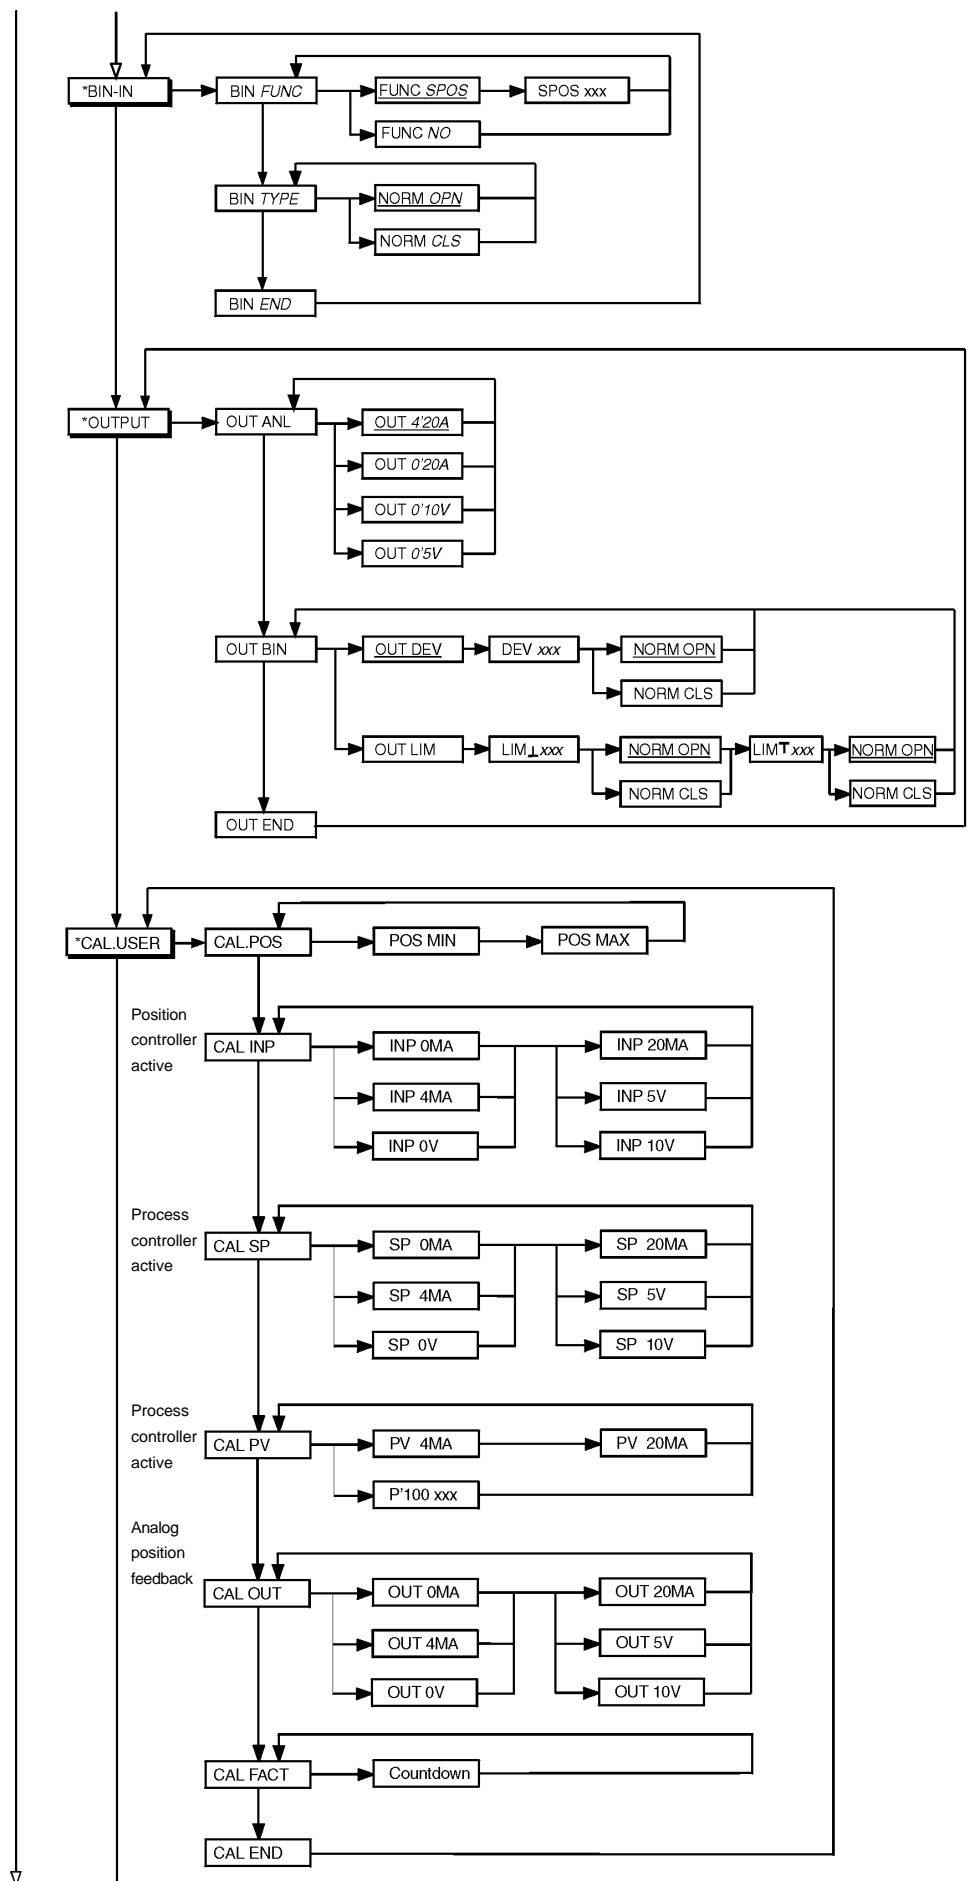 *BIN-IN
BIN FUNC
FUNC SPOS
SPOS xxx
FUNC NO
BIN TYPE
NORM OPN
NORM CLS
BIN END
*OUTPUT
OUT ANL
OUT 4'20A
OUT 0'20A
OUT 0'10V
OUT 0'5V
OUT BIN
OUT DEV
DEV xxx
NORM OPN
NORM CLS
OUT LIM
LIM⊥xxx
NORM OPN
LIM⊤xxx
NORM OPN
NORM CLS
NORM CLS
OUT END
*CAL.USER
CAL.POS
POS MIN
POS MAX
Position
controller
active
CAL INP
INP 0MA
INP 20MA
INP 4MA
INP 5V
INP 0V
INP 10V
Process
controller
active
CAL SP
SP 0MA
SP 20MA
SP 4MA
SP 5V
SP 0V
SP 10V
Process
controller
active
CAL PV
PV 4MA
PV 20MA
P'100 xxx
Analog
position
feedback
CAL OUT
OUT 0MA
OUT 20MA
OUT 4MA
OUT 5V
OUT 0V
OUT 10V
CAL FACT
Countdown
CAL END